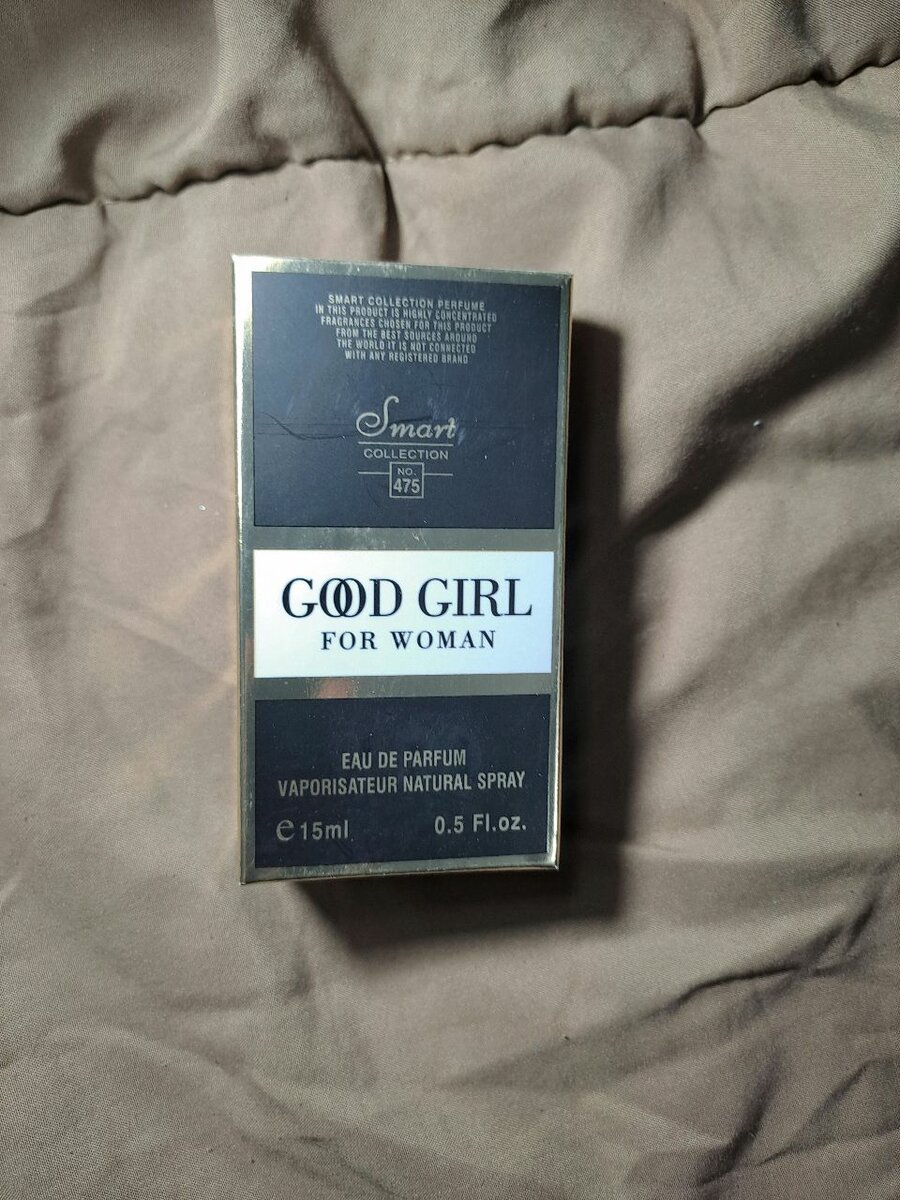 SMART COLLECTION PERFUME
IN THIS PRODUCT IS HIGHLY CONCENTRATED
FRAGRANCES CHOSEN FOR THIS PRODUCT
FROM THE BEST SOURCES AROUND
THE WORLD IT IS NOT CONNECTED
WITH ANY REGISTERED BRAND
Smart
COLLECTION
NO.
475
GOOD GIRL
FOR WOMAN
EAU DE PARFUM
VAPORISATEUR NATURAL SPRAY
℮15ml 0.5 Fl.oz.